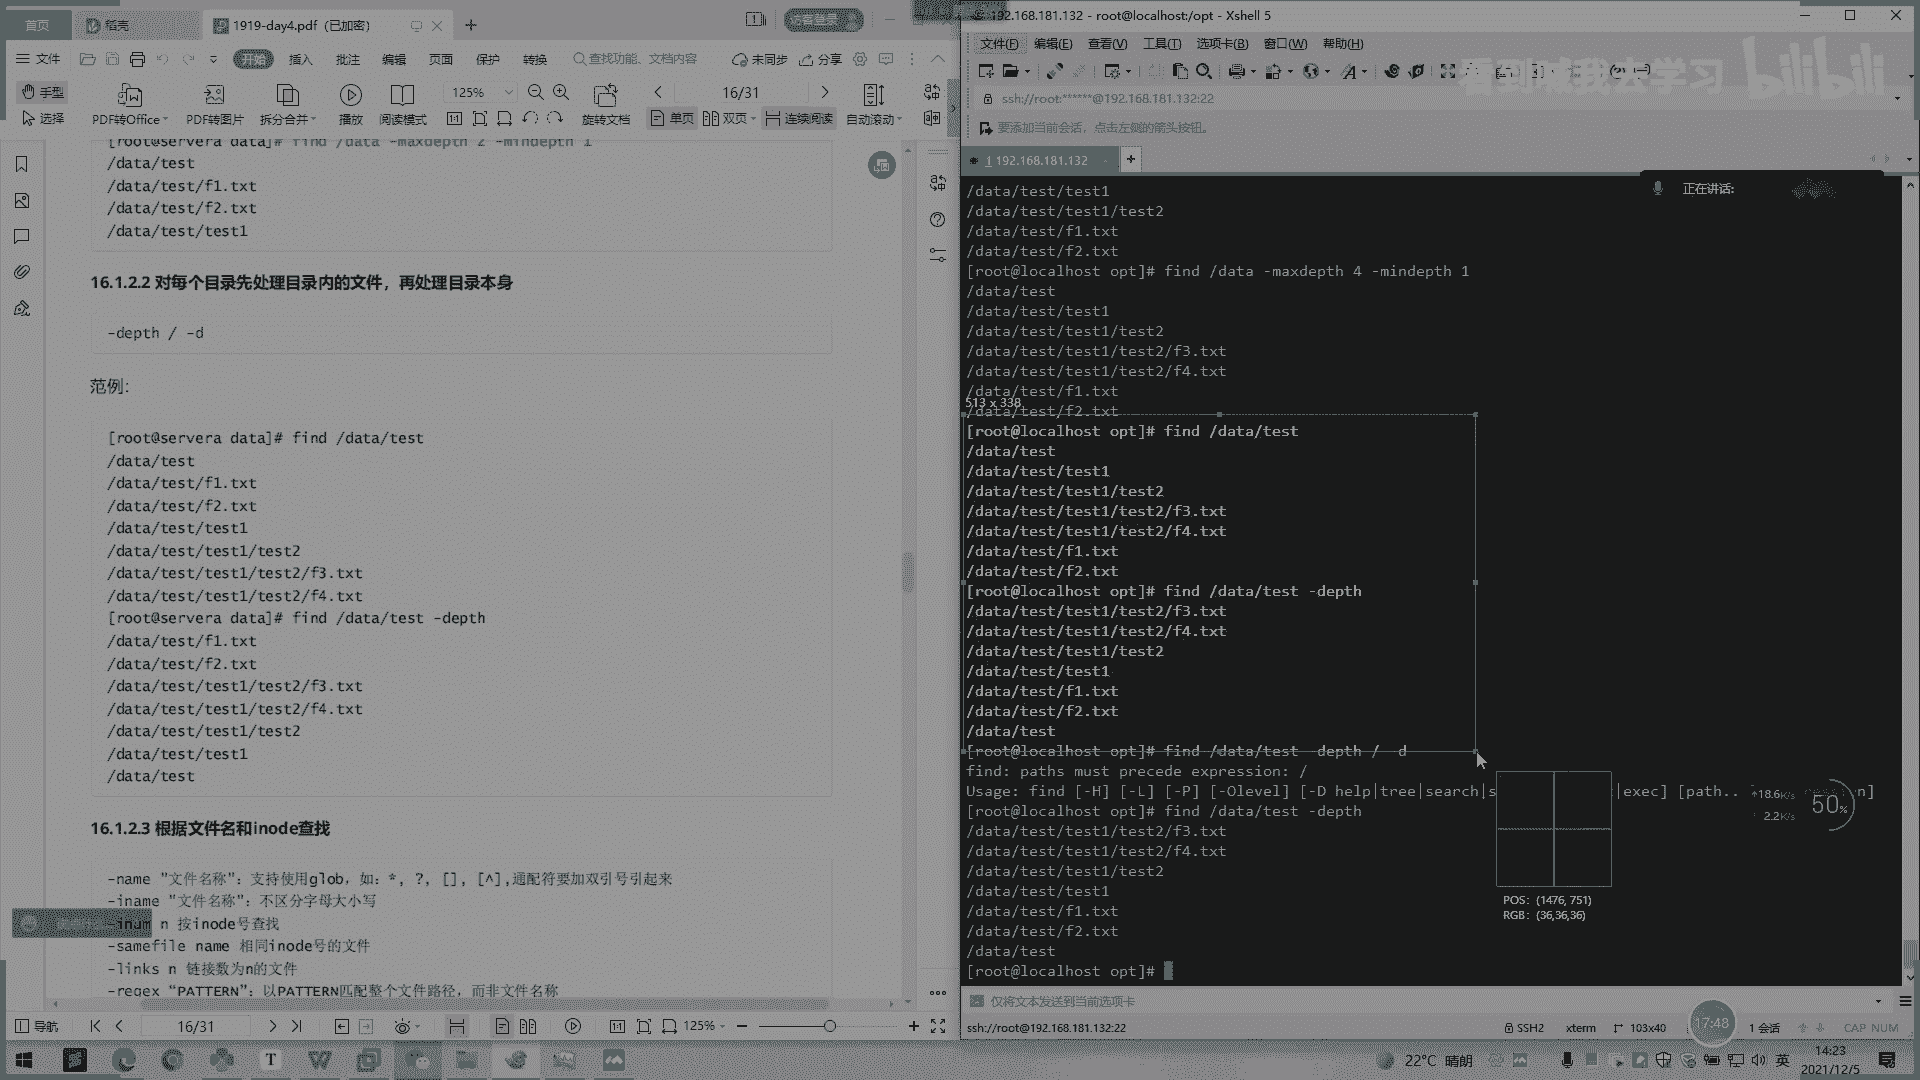 首页
稻壳
1919-day4.pdf（已加密）
访客登录
文件
开始
插入
批注
编辑
页面
保护
转换
查找功能、文档内容
未同步
分享
手型
选择
PDF转Office
PDF转图片
拆分合并
播放
阅读模式
125%
16/31
旋转文档
单页
双页
连续阅读
自动滚动
[root@servera data]# find /data -maxdepth 2 -mindepth 1
/data/test
/data/test/f1.txt
/data/test/f2.txt
/data/test/test1
16.1.2.2 对每个目录先处理目录内的文件，再处理目录本身
-depth / -d
范例：
[root@servera data]# find /data/test
/data/test
/data/test/f1.txt
/data/test/f2.txt
/data/test/test1
/data/test/test1/test2
/data/test/test1/test2/f3.txt
/data/test/test1/test2/f4.txt
[root@servera data]# find /data/test -depth
/data/test/f1.txt
/data/test/f2.txt
/data/test/test1/test2/f3.txt
/data/test/test1/test2/f4.txt
/data/test/test1/test2
/data/test/test1
/data/test
16.1.2.3 根据文件名和inode查找
-name "文件名称"：支持使用glob，如：*, ?, [], [^],通配符要加双引号引起来
-iname "文件名称"：不区分字母大小写
-inum n 按inode号查找
-samefile name 相同inode号的文件
-links n 链接数为n的文件
-regex “PATTERN”：以PATTERN匹配整个文件路径，而非文件名称
导航
16/31
125%
192.168.181.132 - root@localhost:/opt - Xshell 5
文件(F) 编辑(E) 查看(V) 工具(T) 选项卡(B) 窗口(W) 帮助(H)
看到喊我去学习 bilibili
ssh://root:******@192.168.181.132:22
要添加当前会话，点击左侧的箭头按钮。
1 192.168.181.132
正在讲话:
/data/test/test1
/data/test/test1/test2
/data/test/f1.txt
/data/test/f2.txt
[root@localhost opt]# find /data -maxdepth 4 -mindepth 1
/data/test
/data/test/test1
/data/test/test1/test2
/data/test/test1/test2/f3.txt
/data/test/test1/test2/f4.txt
/data/test/f1.txt
513 x 338
/data/test/f2.txt
[root@localhost opt]# find /data/test
/data/test
/data/test/test1
/data/test/test1/test2
/data/test/test1/test2/f3.txt
/data/test/test1/test2/f4.txt
/data/test/f1.txt
/data/test/f2.txt
[root@localhost opt]# find /data/test -depth
/data/test/test1/test2/f3.txt
/data/test/test1/test2/f4.txt
/data/test/test1/test2
/data/test/test1
/data/test/f1.txt
/data/test/f2.txt
/data/test
[root@localhost opt]# find /data/test -depth / -d
find: paths must precede expression: /
Usage: find [-H] [-L] [-P] [-Olevel] [-D help|tree|search|s |exec] [path.. n]
[root@localhost opt]# find /data/test -depth
/data/test/test1/test2/f3.txt
/data/test/test1/test2/f4.txt
/data/test/test1/test2
/data/test/test1
/data/test/f1.txt
/data/test/f2.txt
/data/test
[root@localhost opt]#
POS: (1476, 751)
RGB: (36,36,36)
18.6K/s
2.2K/s
50%
仅将文本发送到当前选项卡
ssh://root@192.168.181.132:22
SSH2
xterm
103x40
17:48
1 会话
CAP NUM
22°C 晴朗
英
14:23
2021/12/5